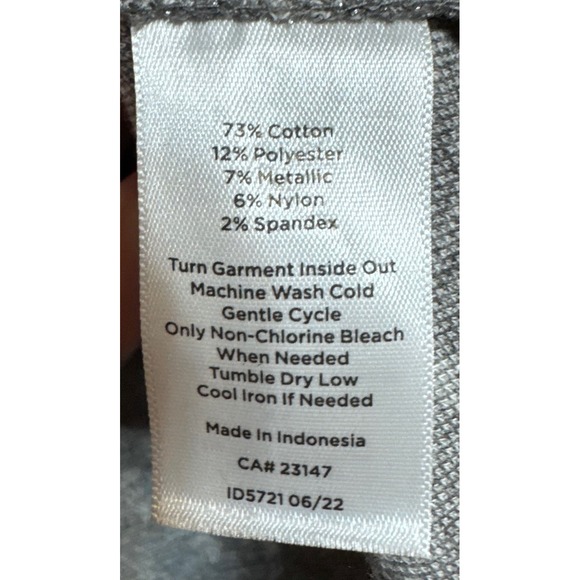 73% Cotton
12% Polyester
7% Metallic
6% Nylon
2% Spandex
Turn Garment Inside Out
Machine Wash Cold
Gentle Cycle
Only Non-Chlorine Bleach
When Needed
Tumble Dry Low
Cool Iron If Needed
Made In Indonesia
CA# 23147
ID5721 06/22